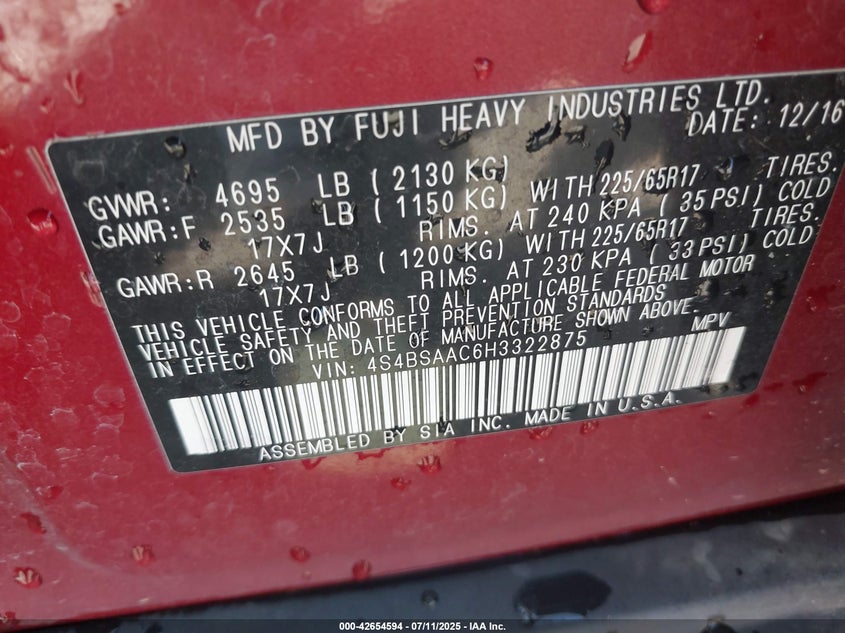 MFD BY FUJI HEAVY INDUSTRIES LTD.
DATE: 12/16
GVWR: 4695 LB ( 2130 KG)
GAWR:F 2535 LB ( 1150 KG) WITH 225/65R17 TIRES.
17X7J RIMS. AT 240 KPA ( 35 PSI) COLD
GAWR:R 2645 LB ( 1200 KG) WITH 225/65R17 TIRES.
17X7J RIMS. AT 230 KPA ( 33 PSI) COLD
THIS VEHICLE CONFORMS TO ALL APPLICABLE FEDERAL MOTOR
VEHICLE SAFETY AND THEFT PREVENTION STANDARDS
IN EFFECT ON THE DATE OF MANUFACTURE SHOWN ABOVE.
VIN: 4S4BSAAC6H3322875 MPV
ASSEMBLED BY SIA INC. MADE IN U.S.A.
000-42654594 - 07/11/2025 - IAA Inc.